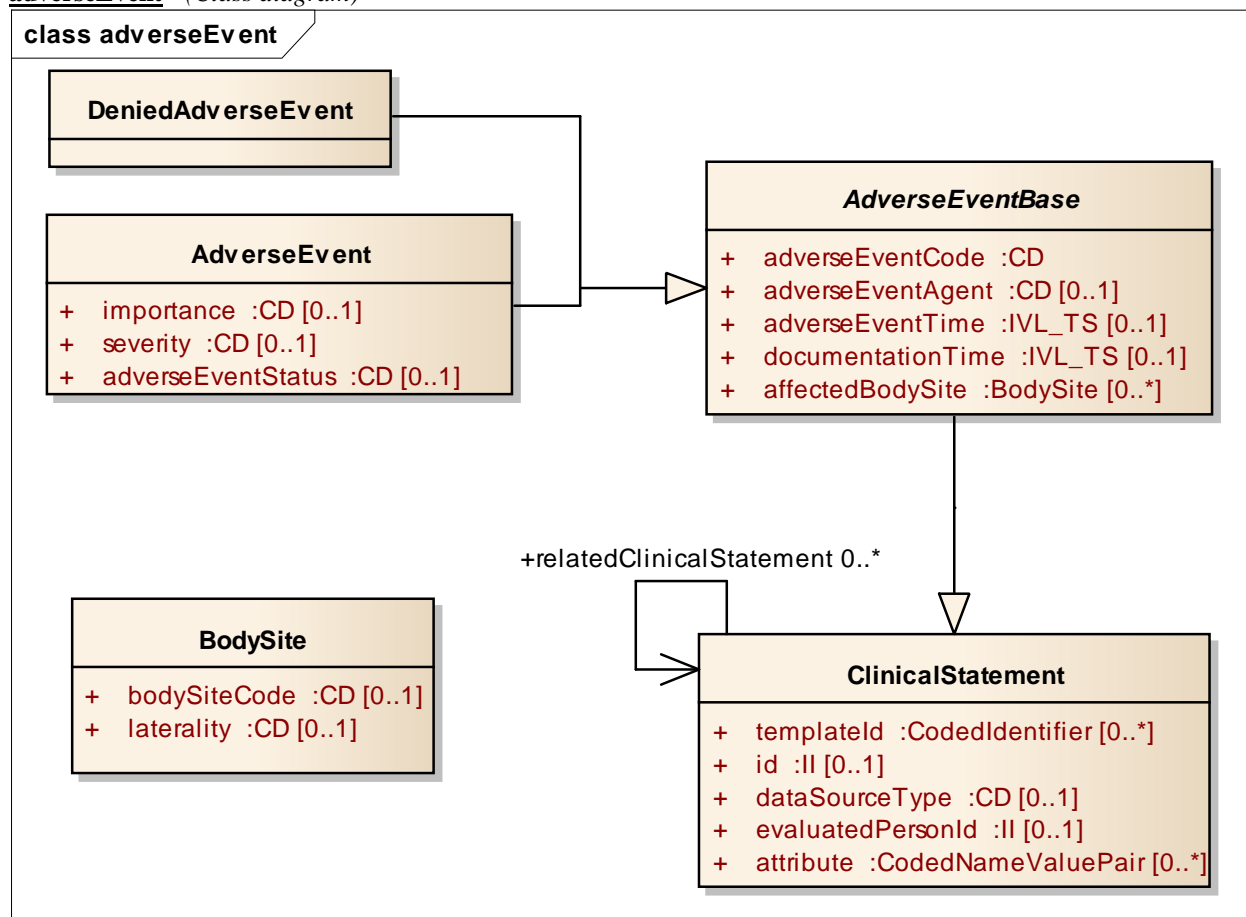 adverseEvent - (Class diagram)
class adverseEvent
DeniedAdverseEvent
AdverseEvent
+ importance :CD [0..1]
+ severity :CD [0..1]
+ adverseEventStatus :CD [0..1]
AdverseEventBase
+ adverseEventCode :CD
+ adverseEventAgent :CD [0..1]
+ adverseEventTime :IVL_TS [0..1]
+ documentationTime :IVL_TS [0..1]
+ affectedBodySite :BodySite [0..*]
+relatedClinicalStatement 0..*
BodySite
+ bodySiteCode :CD [0..1]
+ laterality :CD [0..1]
ClinicalStatement
+ templateId :CodedIdentifier [0..*]
+ id :II [0..1]
+ dataSourceType :CD [0..1]
+ evaluatedPersonId :II [0..1]
+ attribute :CodedNameValuePair [0..*]